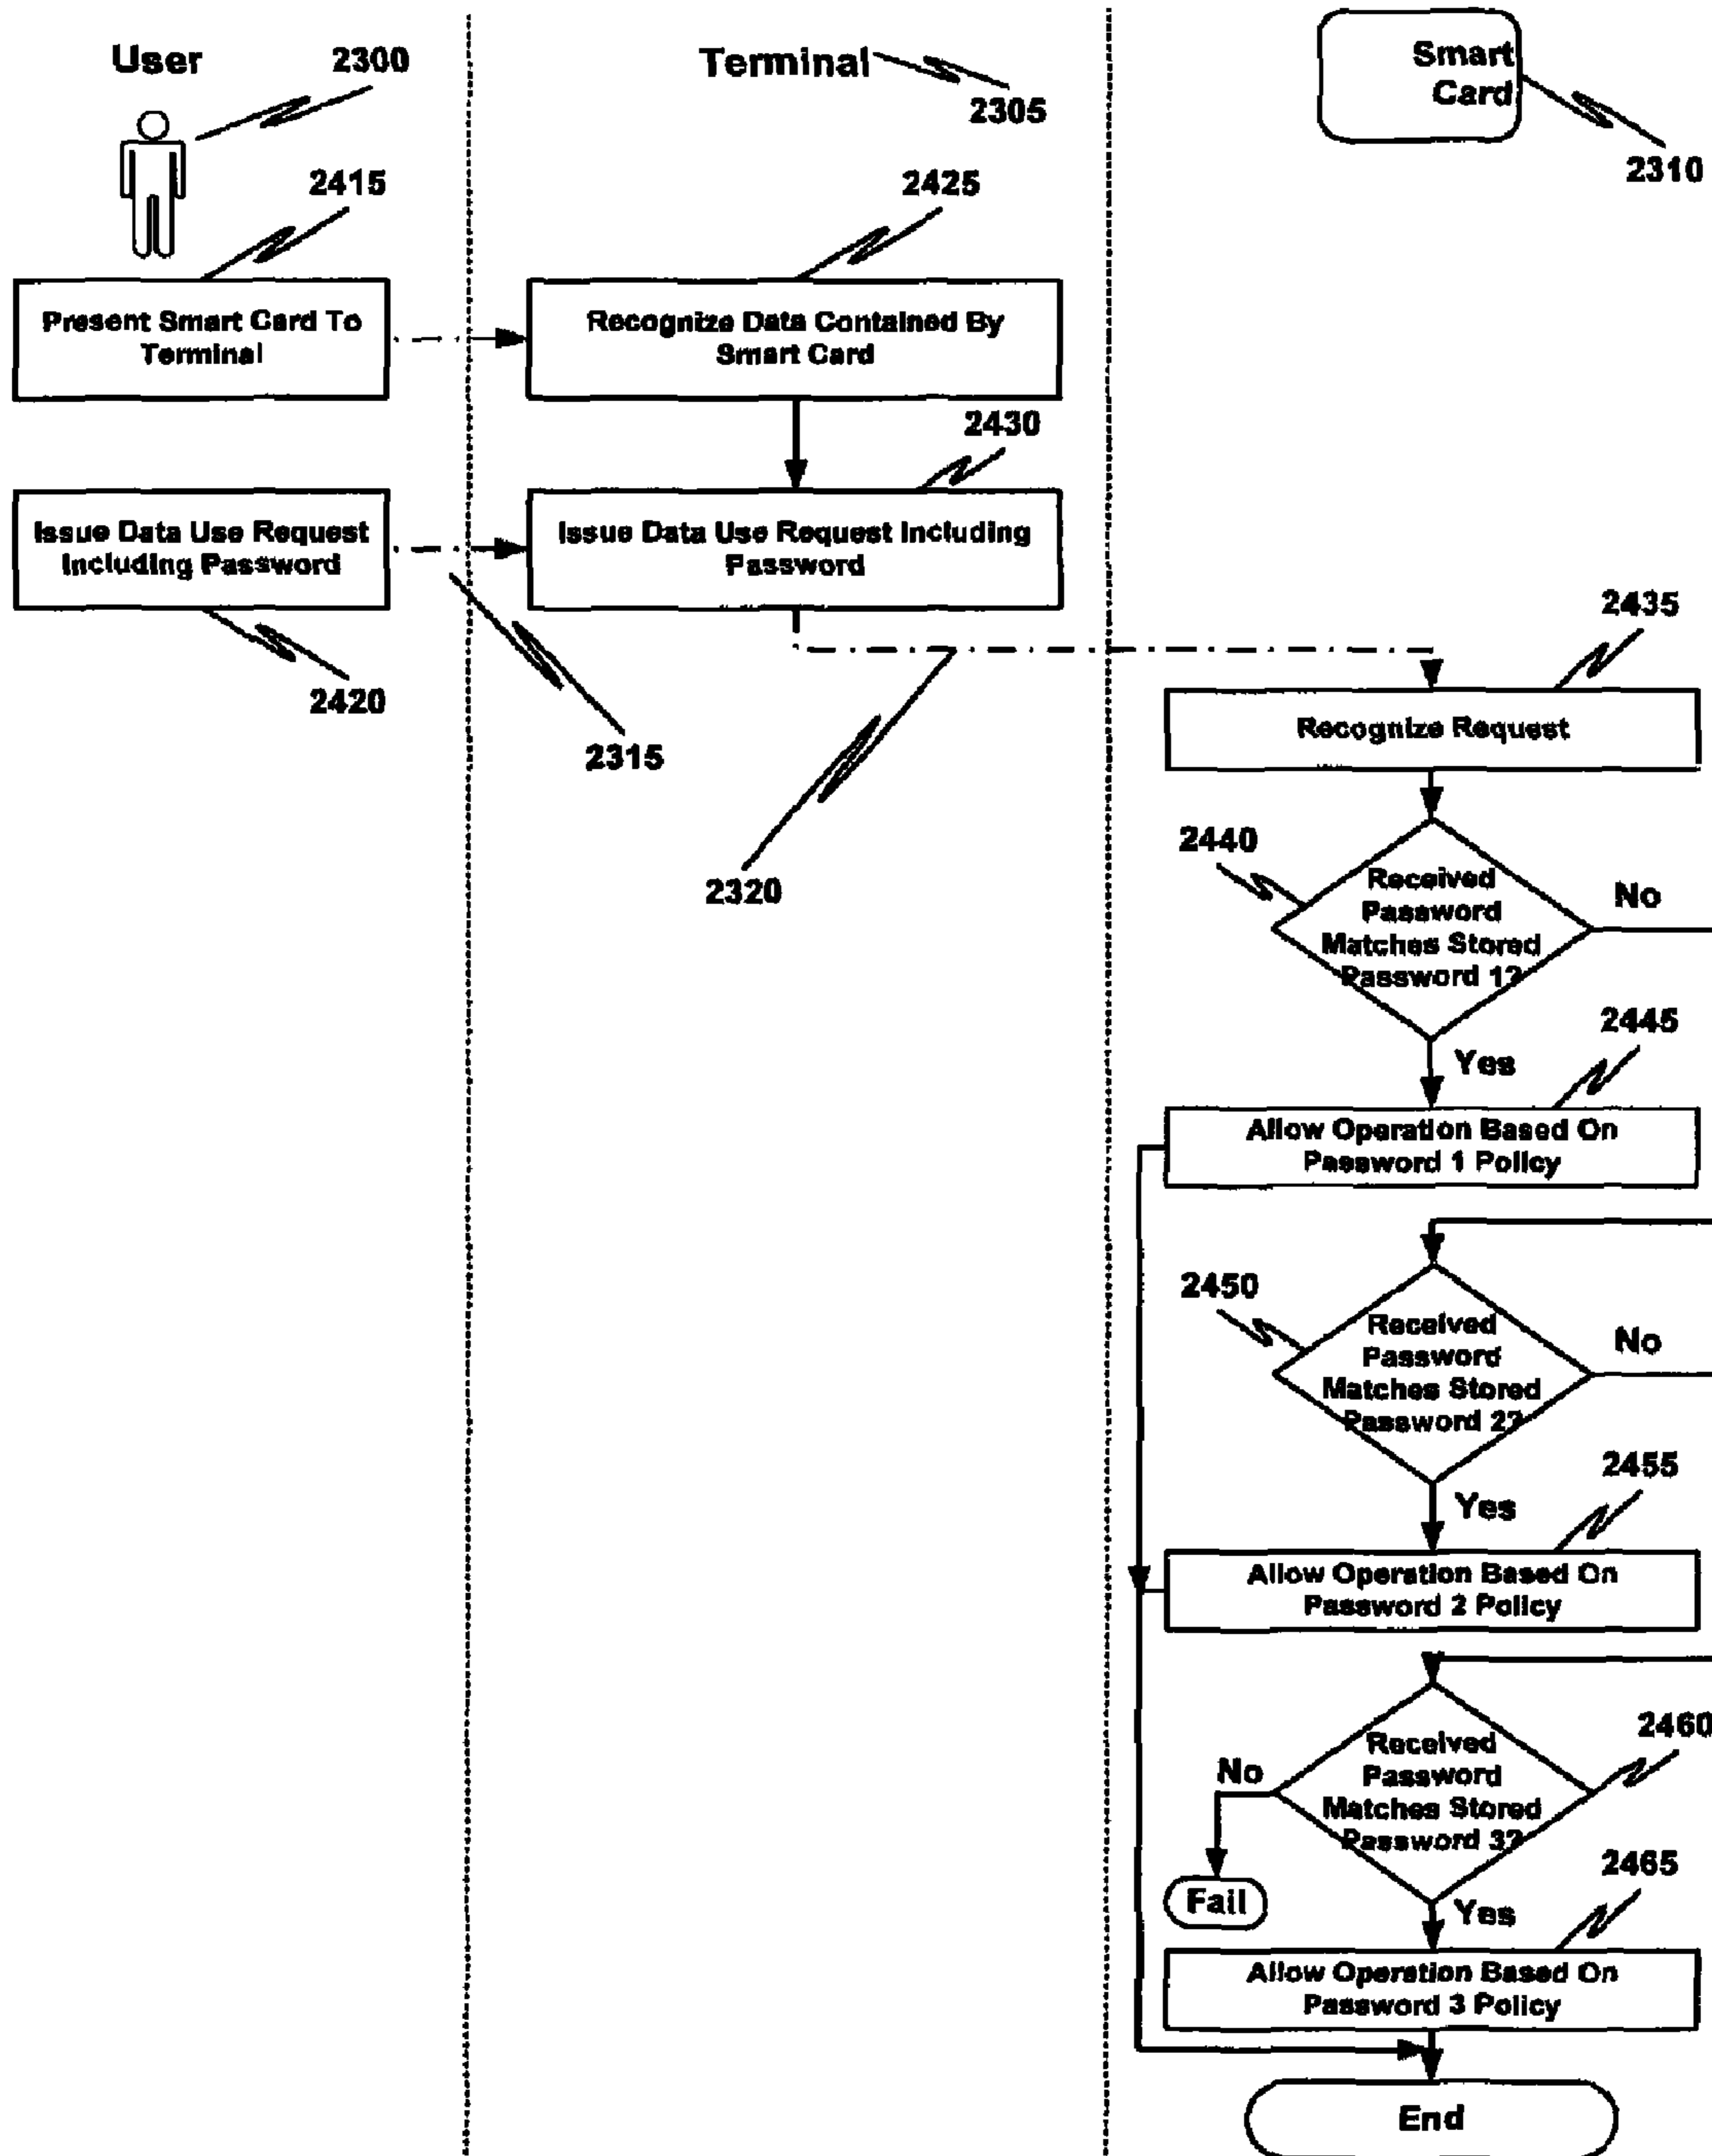 User
2300
Terminal
2305
Smart
Card
2310
2415
2425
Present Smart Card To
Terminal
Recognize Data Contained By
Smart Card
2430
Issue Data Use Request
Including Password
Issue Data Use Request Including
Password
2420
2315
2320
2435
Recognize Request
2440
Received
Password
Matches Stored
Password 1?
No
2445
Yes
Allow Operation Based On
Password 1 Policy
2450
Received
Password
Matches Stored
Password 2?
No
2455
Yes
Allow Operation Based On
Password 2 Policy
2460
Received
Password
Matches Stored
Password 3?
No
Fail
2465
Yes
Allow Operation Based On
Password 3 Policy
End